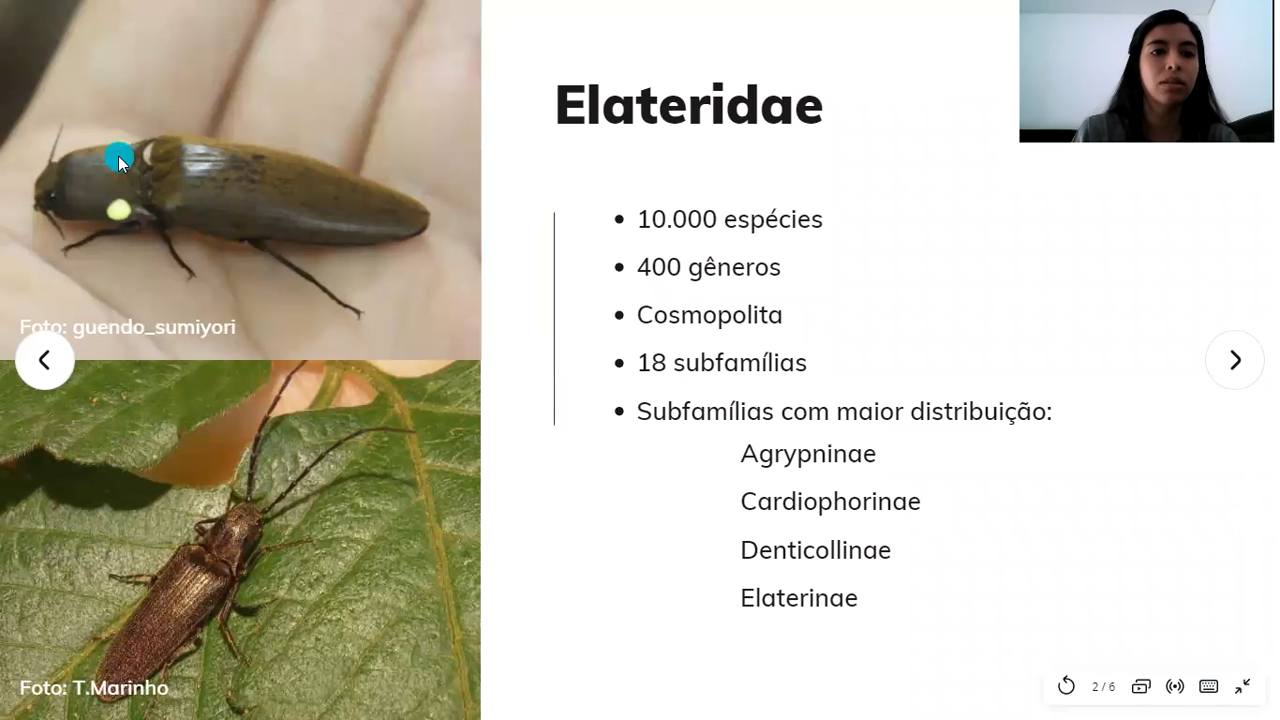 Elateridae
10.000 espécies
400 gêneros
Cosmopolita
18 subfamílias
Subfamílias com maior distribuição:
Agrypninae
Cardiophorinae
Denticollinae
Elaterinae
Foto: guendo_sumiyori
Foto: T.Marinho
2 / 6